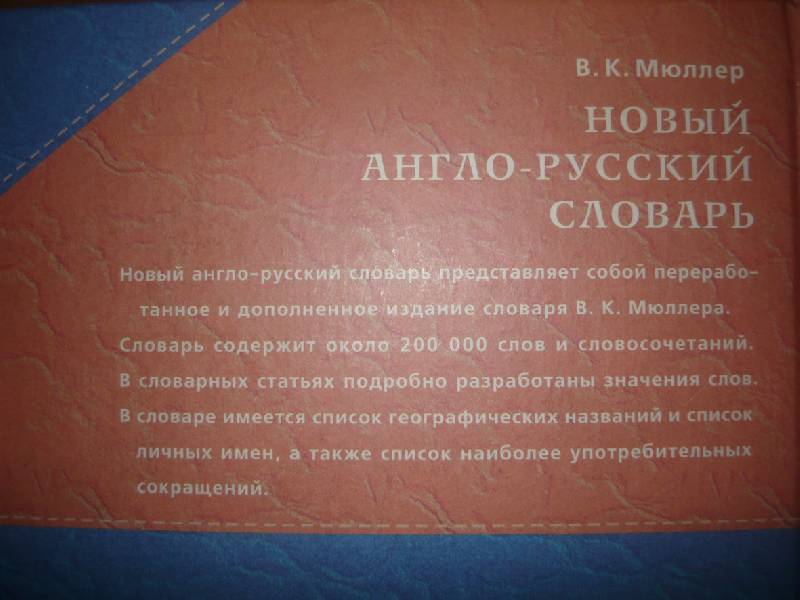 В. К. Мюллер
НОВЫЙ
АНГЛО-РУССКИЙ
СЛОВАРЬ
Новый англо-русский словарь представляет собой перерабо-
танное и дополненное издание словаря В. К. Мюллера.
Словарь содержит около 200 000 слов и словосочетаний.
В словарных статьях подробно разработаны значения слов.
В словаре имеется список географических названий и список
личных имен, а также список наиболее употребительных
сокращений.